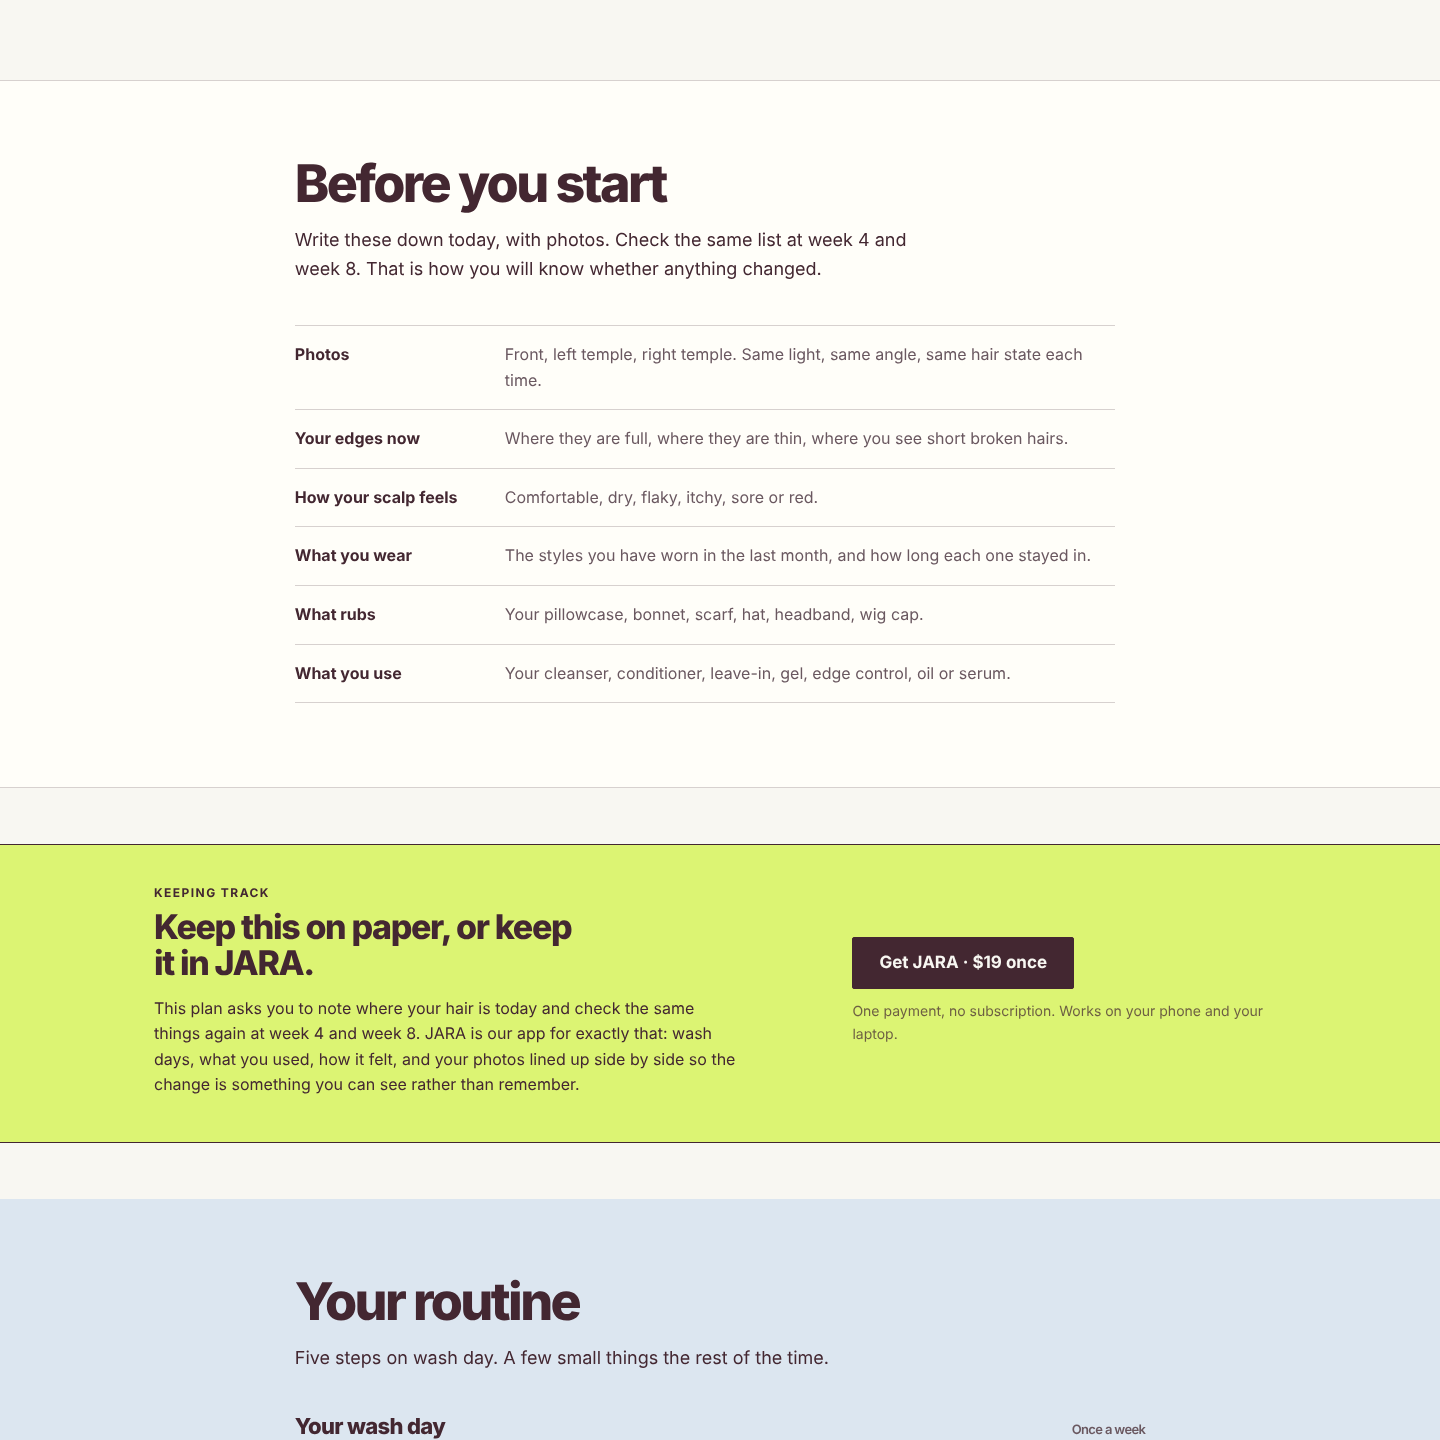 Before you start
Write these down today, with photos. Check the same list at week 4 and
week 8. That is how you will know whether anything changed.
Photos
Front, left temple, right temple. Same light, same angle, same hair state each
time.
Your edges now
Where they are full, where they are thin, where you see short broken hairs.
How your scalp feels
Comfortable, dry, flaky, itchy, sore or red.
What you wear
The styles you have worn in the last month, and how long each one stayed in.
What rubs
Your pillowcase, bonnet, scarf, hat, headband, wig cap.
What you use
Your cleanser, conditioner, leave-in, gel, edge control, oil or serum.
KEEPING TRACK
Keep this on paper, or keep
it in JARA.
This plan asks you to note where your hair is today and check the same
things again at week 4 and week 8. JARA is our app for exactly that: wash
days, what you used, how it felt, and your photos lined up side by side so the
change is something you can see rather than remember.
Get JARA · $19 once
One payment, no subscription. Works on your phone and your
laptop.
Your routine
Five steps on wash day. A few small things the rest of the time.
Your wash day
Once a week